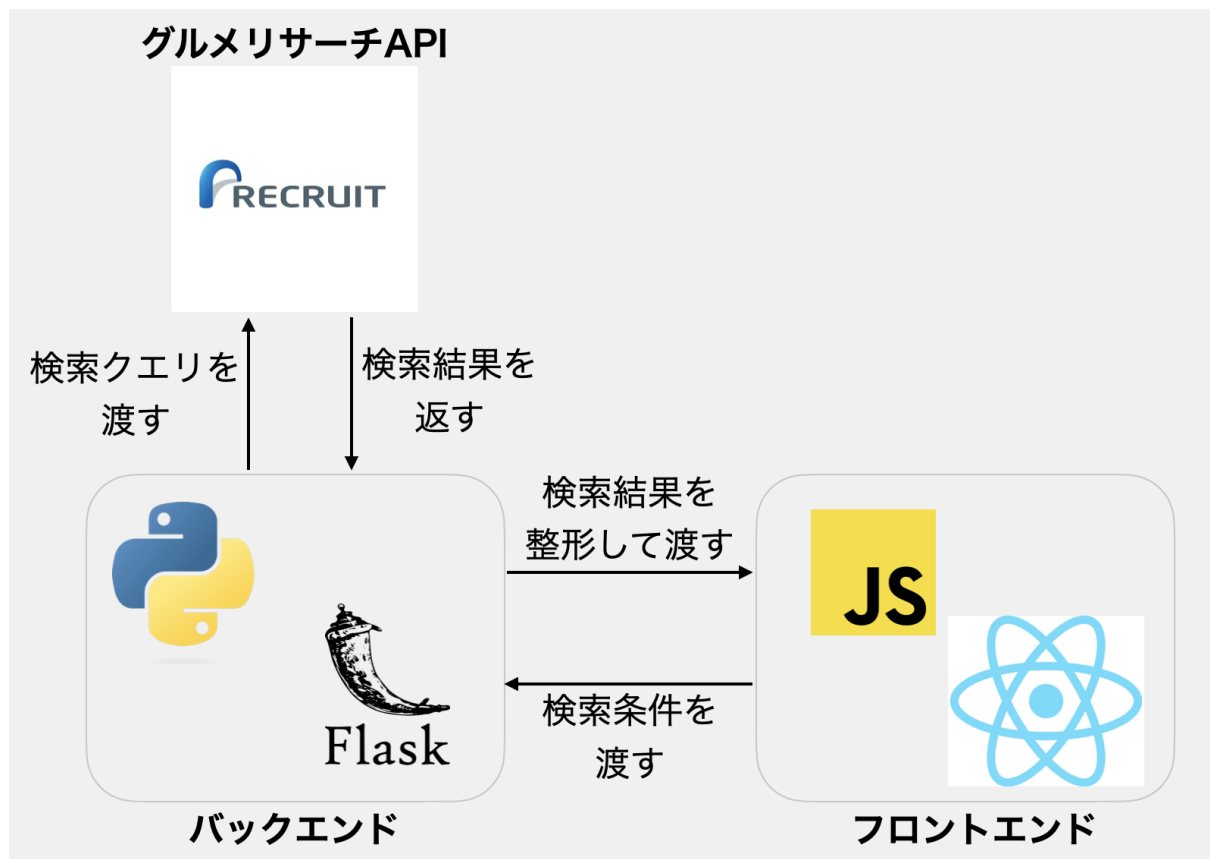 グルメリサーチAPI
RECRUIT
検索クエリを
渡す
検索結果を
返す
検索結果を
整形して渡す
JS
Flask
検索条件を
渡す
バックエンド
フロントエンド